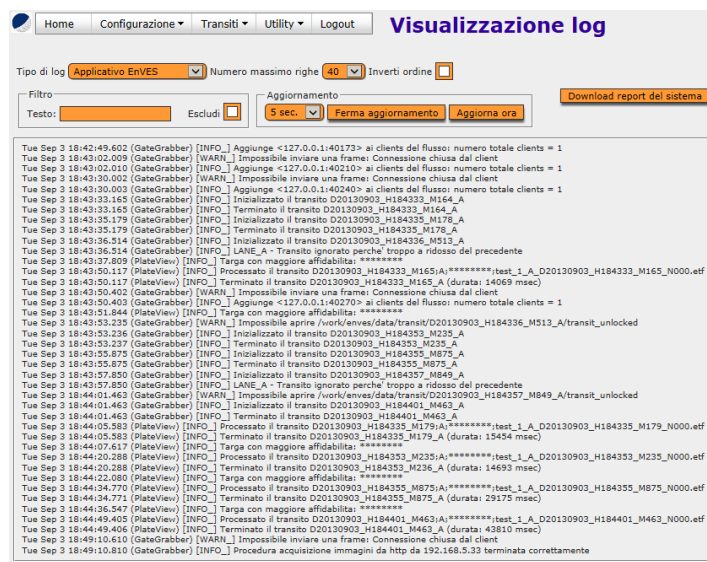 Home Configurazione Transiti Utility Logout Visualizzazione log
Tipo di log Applicativo EnVES Numero massimo righe 40 Inverti ordine
Filtro
Testo: Escludi
Aggiornamento
5 sec. Ferma aggiornamento Aggiorna ora
Download report del sistema
Tue Sep 3 18:42:49.602 (GateGrabber) [INFO_] Aggiunge <127.0.0.1:40173> ai clients del flusso: numero totale clients = 1
Tue Sep 3 18:43:02.009 (GateGrabber) [WARN_] Impossibile inviare una frame: Connessione chiusa dal client
Tue Sep 3 18:43:02.010 (GateGrabber) [INFO_] Aggiunge <127.0.0.1:40210> ai clients del flusso: numero totale clients = 1
Tue Sep 3 18:43:30.002 (GateGrabber) [WARN_] Impossibile inviare una frame: Connessione chiusa dal client
Tue Sep 3 18:43:30.003 (GateGrabber) [INFO_] Aggiunge <127.0.0.1:40240> ai clients del flusso: numero totale clients = 1
Tue Sep 3 18:43:33.165 (GateGrabber) [INFO_] Inizializzato il transito D20130903_H184333_M164_A
Tue Sep 3 18:43:33.165 (GateGrabber) [INFO_] Terminato il transito D20130903_H184333_M164_A
Tue Sep 3 18:43:35.179 (GateGrabber) [INFO_] Inizializzato il transito D20130903_H184335_M178_A
Tue Sep 3 18:43:35.179 (GateGrabber) [INFO_] Terminato il transito D20130903_H184335_M178_A
Tue Sep 3 18:43:36.514 (GateGrabber) [INFO_] Inizializzato il transito D20130903_H184336_M513_A
Tue Sep 3 18:43:36.514 (GateGrabber) [INFO_] LANE_A - Transito ignorato perche' troppo a ridosso del precedente
Tue Sep 3 18:43:37.809 (PlateView) [INFO_] Targa con maggiore affidabilita: ********
Tue Sep 3 18:43:50.117 (PlateView) [INFO_] Processato il transito D20130903_H184333_M165;A;********;test_1_A_D20130903_H184333_M165_N000.etf
Tue Sep 3 18:43:50.117 (PlateView) [INFO_] Terminato il transito D20130903_H184333_M165_A (durata: 14069 msec)
Tue Sep 3 18:43:50.402 (GateGrabber) [WARN_] Impossibile inviare una frame: Connessione chiusa dal client
Tue Sep 3 18:43:50.403 (GateGrabber) [INFO_] Aggiunge <127.0.0.1:40270> ai clients del flusso: numero totale clients = 1
Tue Sep 3 18:43:51.844 (PlateView) [INFO_] Targa con maggiore affidabilita: ********
Tue Sep 3 18:43:53.235 (GateGrabber) [WARN_] Impossibile aprire /work/enves/data/transit/D20130903_H184336_M513_A/transit_unlocked
Tue Sep 3 18:43:53.236 (GateGrabber) [INFO_] Inizializzato il transito D20130903_H184353_M235_A
Tue Sep 3 18:43:53.237 (GateGrabber) [INFO_] Terminato il transito D20130903_H184353_M235_A
Tue Sep 3 18:43:55.875 (GateGrabber) [INFO_] Inizializzato il transito D20130903_H184355_M875_A
Tue Sep 3 18:43:55.875 (GateGrabber) [INFO_] Terminato il transito D20130903_H184355_M875_A
Tue Sep 3 18:43:57.850 (GateGrabber) [INFO_] Inizializzato il transito D20130903_H184357_M849_A
Tue Sep 3 18:43:57.850 (GateGrabber) [INFO_] LANE_A - Transito ignorato perche' troppo a ridosso del precedente
Tue Sep 3 18:44:01.463 (GateGrabber) [WARN_] Impossibile aprire /work/enves/data/transit/D20130903_H184357_M849_A/transit_unlocked
Tue Sep 3 18:44:01.463 (GateGrabber) [INFO_] Inizializzato il transito D20130903_H184401_M463_A
Tue Sep 3 18:44:01.463 (GateGrabber) [INFO_] Terminato il transito D20130903_H184401_M463_A
Tue Sep 3 18:44:05.583 (PlateView) [INFO_] Processato il transito D20130903_H184335_M179;A;********;test_1_A_D20130903_H184335_M179_N000.etf
Tue Sep 3 18:44:05.583 (PlateView) [INFO_] Terminato il transito D20130903_H184335_M179_A (durata: 15454 msec)
Tue Sep 3 18:44:07.617 (PlateView) [INFO_] Targa con maggiore affidabilita: ********
Tue Sep 3 18:44:20.288 (PlateView) [INFO_] Processato il transito D20130903_H184353_M235;A;********;test_1_A_D20130903_H184353_M235_N000.etf
Tue Sep 3 18:44:20.288 (PlateView) [INFO_] Terminato il transito D20130903_H184353_M236_A (durata: 14693 msec)
Tue Sep 3 18:44:22.080 (PlateView) [INFO_] Targa con maggiore affidabilita: ********
Tue Sep 3 18:44:34.770 (PlateView) [INFO_] Processato il transito D20130903_H184355_M875;A;********;test_1_A_D20130903_H184355_M875_N000.etf
Tue Sep 3 18:44:34.771 (PlateView) [INFO_] Terminato il transito D20130903_H184355_M875_A (durata: 29175 msec)
Tue Sep 3 18:44:36.547 (PlateView) [INFO_] Targa con maggiore affidabilita: ********
Tue Sep 3 18:44:49.405 (PlateView) [INFO_] Processato il transito D20130903_H184401_M463;A;********;test_1_A_D20130903_H184401_M463_N000.etf
Tue Sep 3 18:44:49.406 (PlateView) [INFO_] Terminato il transito D20130903_H184401_M463_A (durata: 43810 msec)
Tue Sep 3 18:49:10.610 (GateGrabber) [WARN_] Impossibile inviare una frame: Connessione chiusa dal client
Tue Sep 3 18:49:10.810 (GateGrabber) [INFO_] Procedura acquisizione immagini da http da 192.168.5.33 terminata correttamente